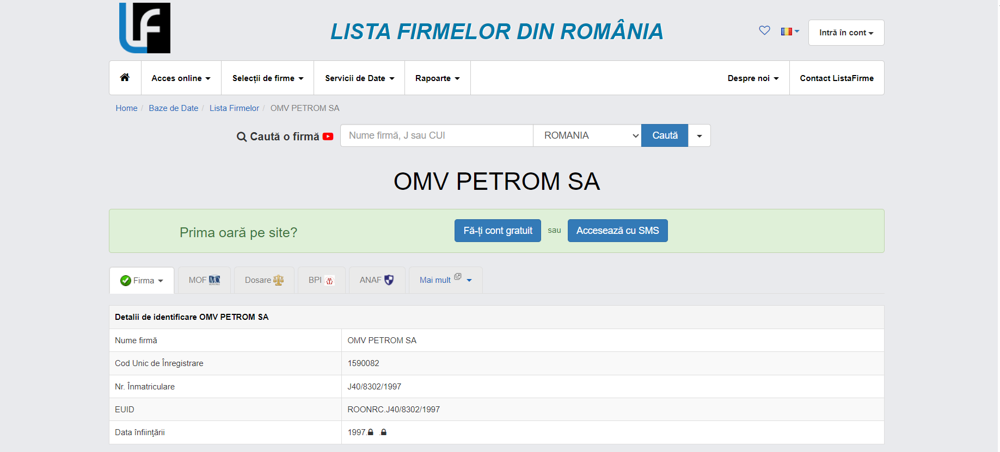 LF
LISTA FIRMELOR DIN ROMÂNIA
Intră în cont
Acces online
Selecții de firme
Servicii de Date
Rapoarte
Despre noi
Contact ListaFirme
Home / Baze de Date / Lista Firmelor / OMV PETROM SA
Caută o firmă
Nume firmă, J sau CUI
ROMANIA
Caută
OMV PETROM SA
Prima oară pe site?
Fă-ți cont gratuit
sau
Accesează cu SMS
Firma
MOF
Dosare
BPI
ANAF
Mai mult
Detalii de identificare OMV PETROM SA
Nume firmă
OMV PETROM SA
Cod Unic de Înregistrare
1590082
Nr. Înmatriculare
J40/8302/1997
EUID
ROONRC.J40/8302/1997
Data înfiinţării
1997. .